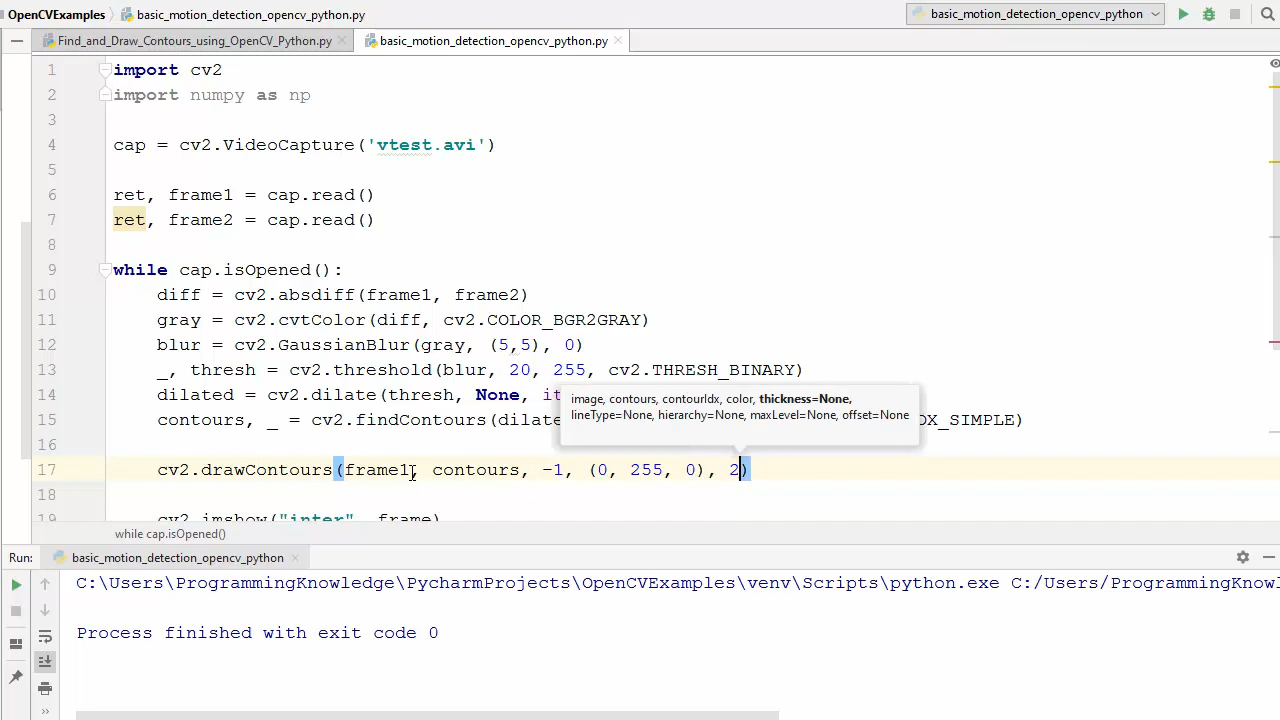 OpenCVExamples basic_motion_detection_opencv_python.py basic_motion_detection_opencv_python
Find_and_Draw_Contours_using_OpenCV_Python.py basic_motion_detection_opencv_python.py
1 import cv2
2 import numpy as np
3
4 cap = cv2.VideoCapture('vtest.avi')
5
6 ret, frame1 = cap.read()
7 ret, frame2 = cap.read()
8
9 while cap.isOpened():
10 diff = cv2.absdiff(frame1, frame2)
11 gray = cv2.cvtColor(diff, cv2.COLOR_BGR2GRAY)
12 blur = cv2.GaussianBlur(gray, (5,5), 0)
13 _, thresh = cv2.threshold(blur, 20, 255, cv2.THRESH_BINARY)
14 dilated = cv2.dilate(thresh, None, it
image, contours, contourIdx, color, thickness=None,
lineType=None, hierarchy=None, maxLevel=None, offset=None
15 contours, _ = cv2.findContours(dilate OX_SIMPLE)
16
17 cv2.drawContours(frame1, contours, -1, (0, 255, 0), 2)
18
19 cv2.imshow("inter", frame)
while cap.isOpened()
Run: basic_motion_detection_opencv_python
C:\Users\ProgrammingKnowledge\PycharmProjects\OpenCVExamples\venv\Scripts\python.exe C:/Users/ProgrammingKnowl
Process finished with exit code 0